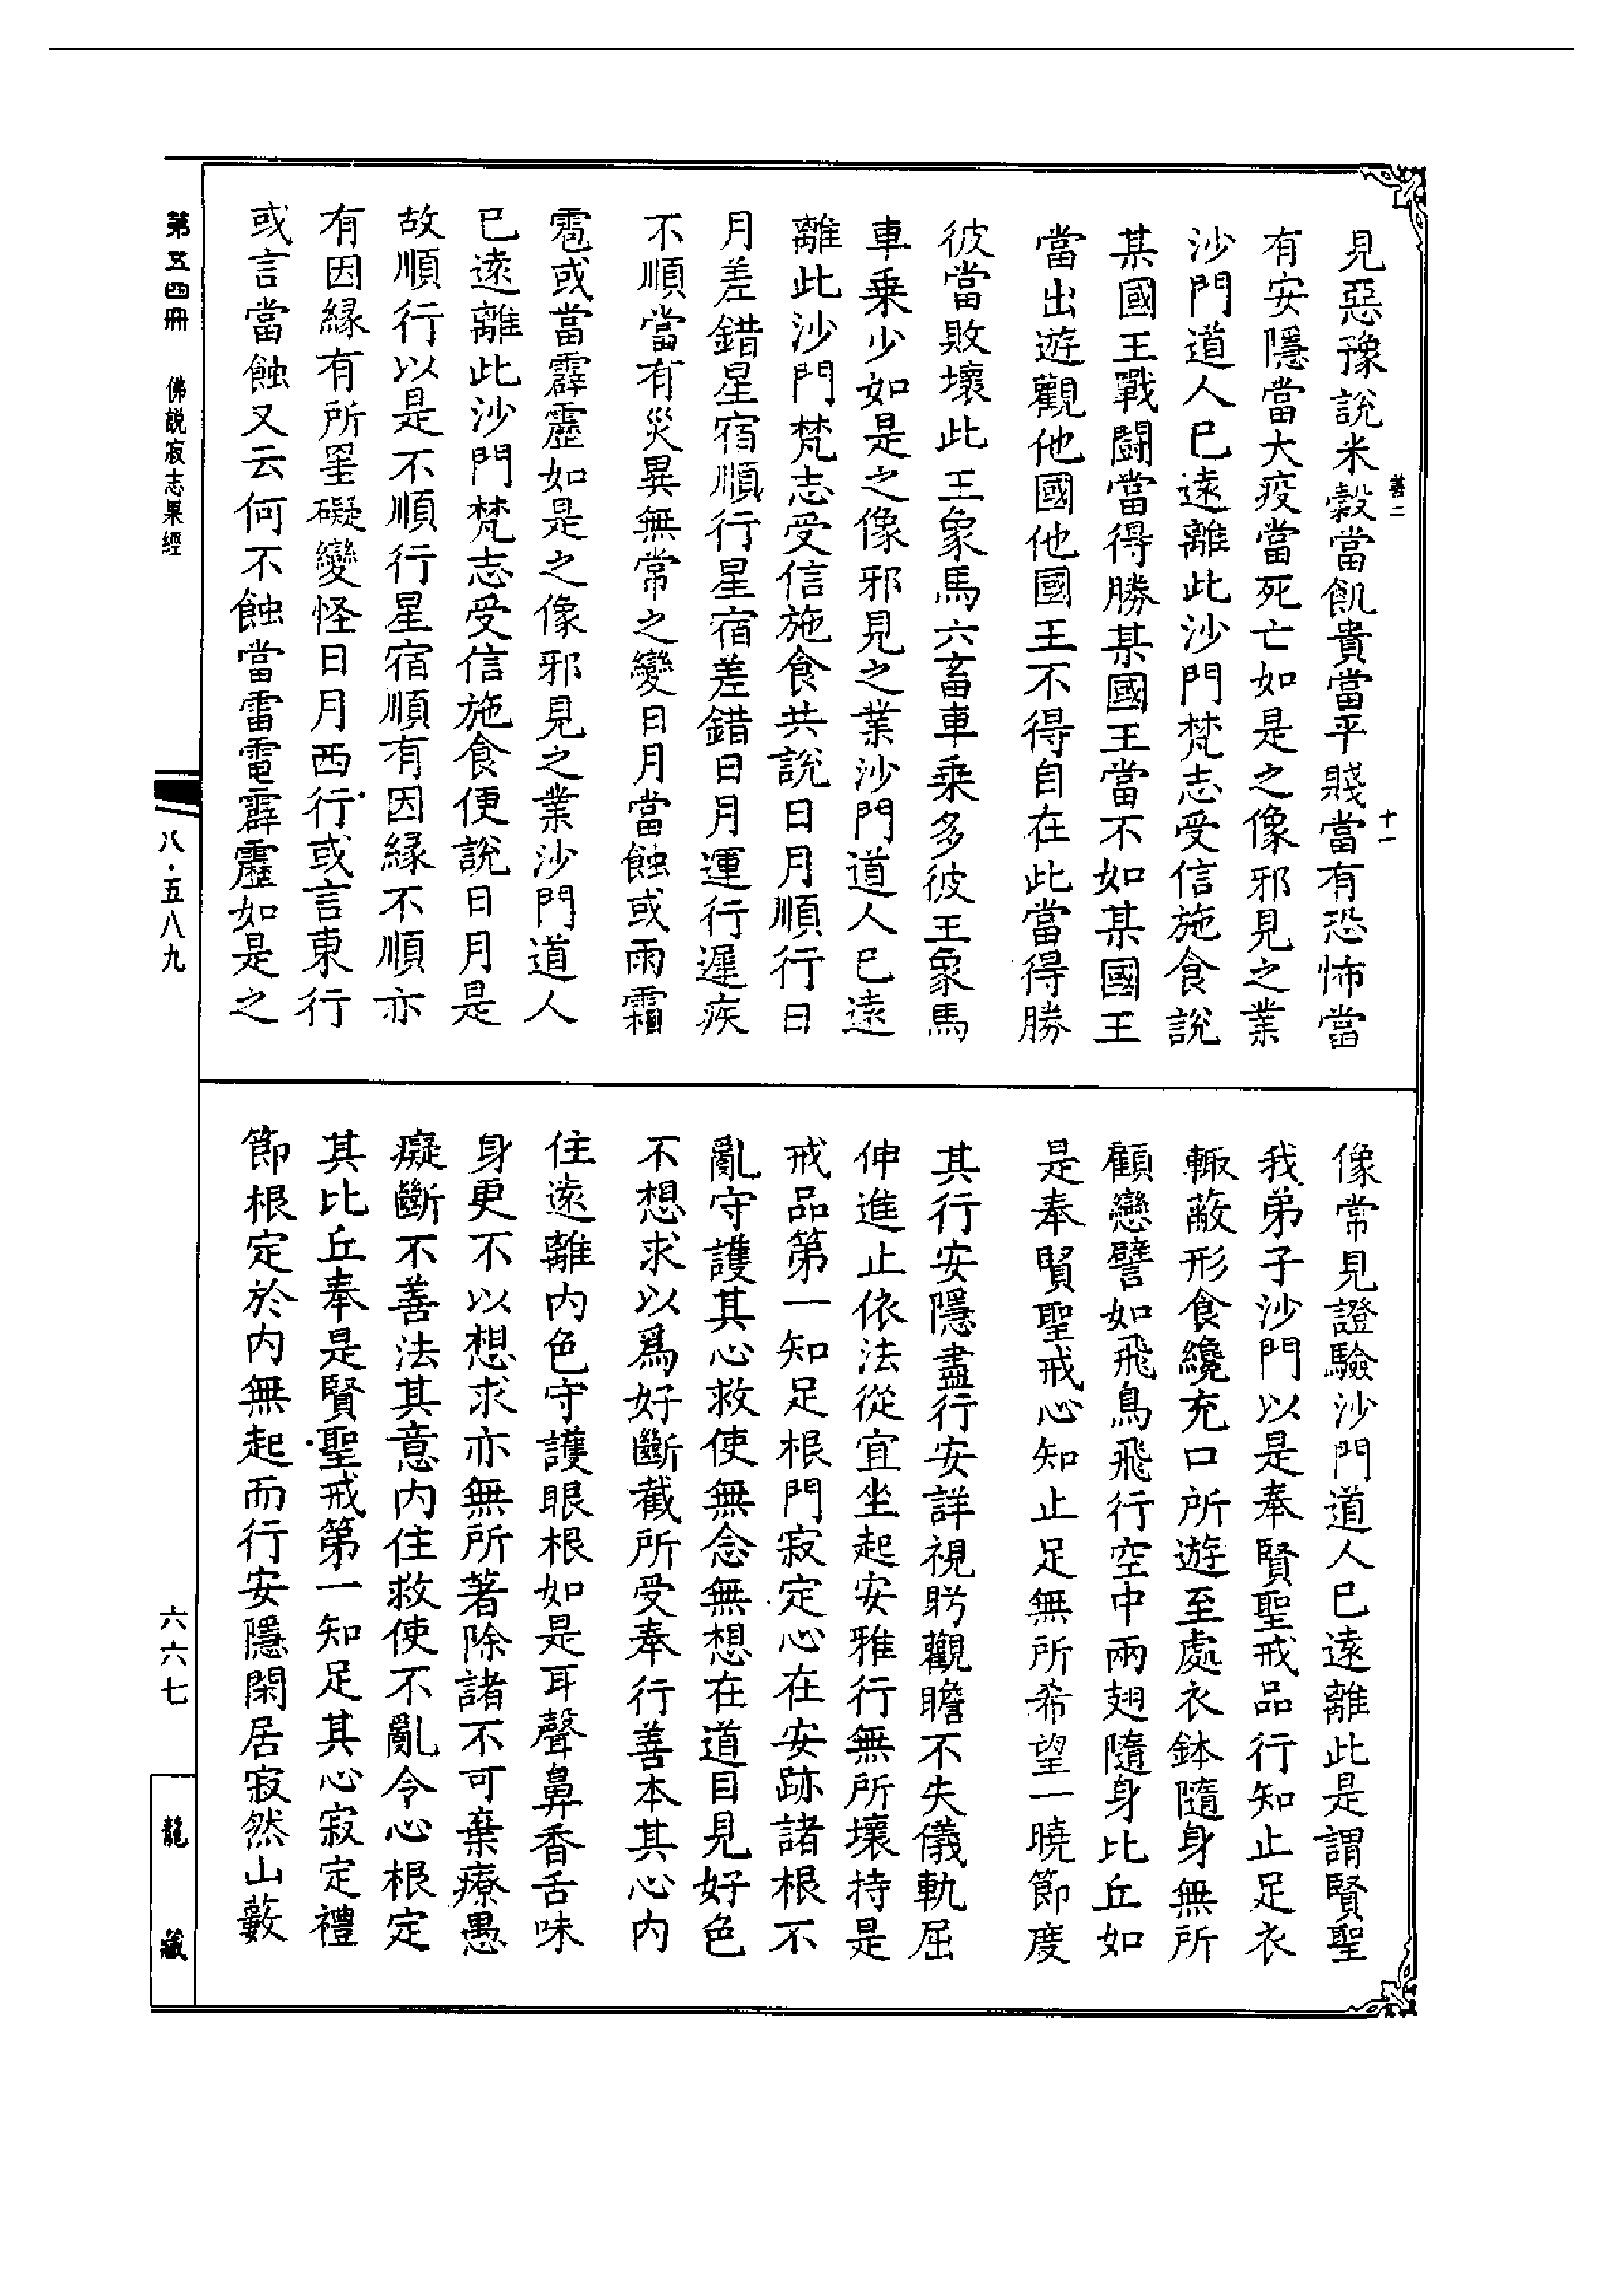 見惡豫說米穀當飢貴當平賤當有恐怖當
有安隱當大疫當死亡如是之像邪見之業
沙門道人已遠離此沙門梵志受信施食說
某國王戰鬪當得勝某國王當不如某國王
當出遊觀他國他國王不得自在此當得勝
彼當敗壞此王象馬六畜車乘多彼王象馬
車乘少如是之像邪見之業沙門道人已遠
離此沙門梵志受信施食共說日月順行日
月差錯星宿順行星宿差錯日月運行遲疾
不順當有災異無常之變日月當蝕或雨霜
雹或當霹靂如是之像邪見之業沙門道人
已遠離此沙門梵志受信施食便說日月是
故順行以是不順行星宿順有因緣不順亦
有因緣有所罣礙變怪日月西行或言東行
或言當蝕又云何不蝕當雷電霹靂如是之
像常見證驗沙門道人已遠離此是謂賢聖
我弟子沙門以是奉賢聖戒品行知止足衣
輙蔽形食纔充口所遊至處衣鉢隨身無所
顧戀譬如飛鳥飛行空中兩翅隨身比丘如
是奉賢聖戒心知止足無所希望一曉節度
其行安隱盡行安詳視眄觀瞻不失儀軌屈
伸進止依法從宜坐起安雅行無所壞持是
戒品第一知足根門寂定心在安跡諸根不
亂守護其心救使無念無想在道目見好色
不想求以爲好斷截所受奉行善本其心內
住遠離內色守護眼根如是耳聲鼻香舌味
身更不以想求亦無所著除諸不可棄療愚
癡斷不善法其意內住救使不亂令心根定
其比丘奉是賢聖戒第一知足其心寂定禮
節根定於內無起而行安隱閑居寂然山藪
善二
十一
第五四冊 佛說寂志果經
八·五八九
六六七
龍藏